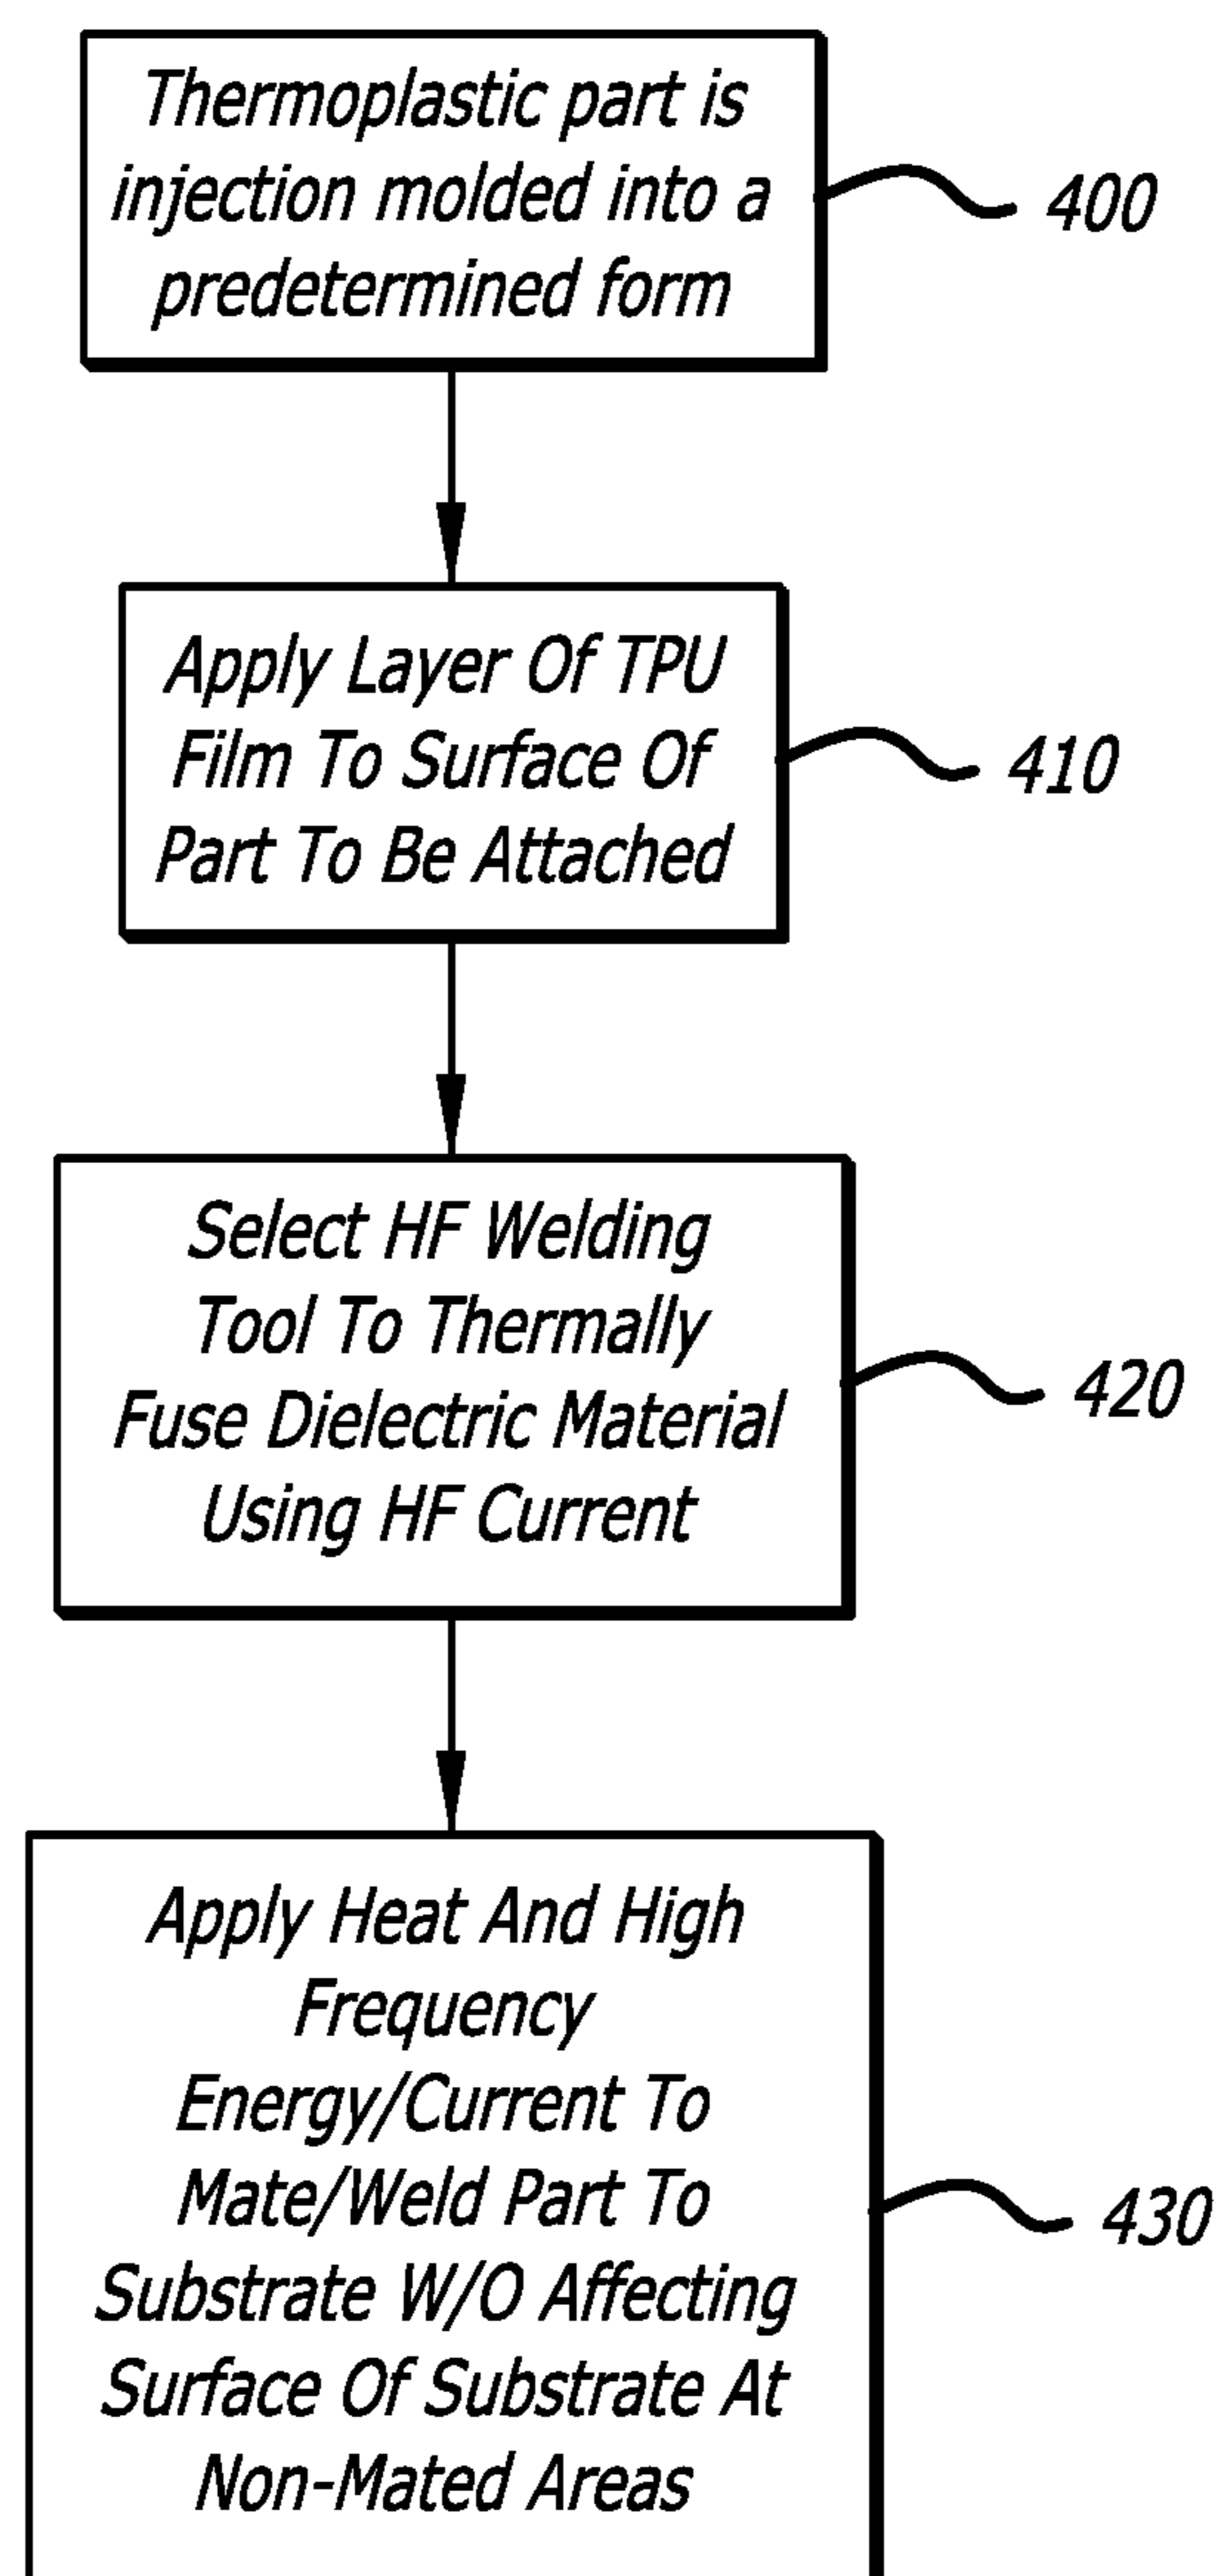 Thermoplastic part is
injection molded into a
predetermined form
400
Apply Layer Of TPU
Film To Surface Of
Part To Be Attached
410
Select HF Welding
Tool To Thermally
Fuse Dielectric Material
Using HF Current
420
Apply Heat And High
Frequency
Energy/Current To
Mate/Weld Part To
Substrate W/O Affecting
Surface Of Substrate At
Non-Mated Areas
430